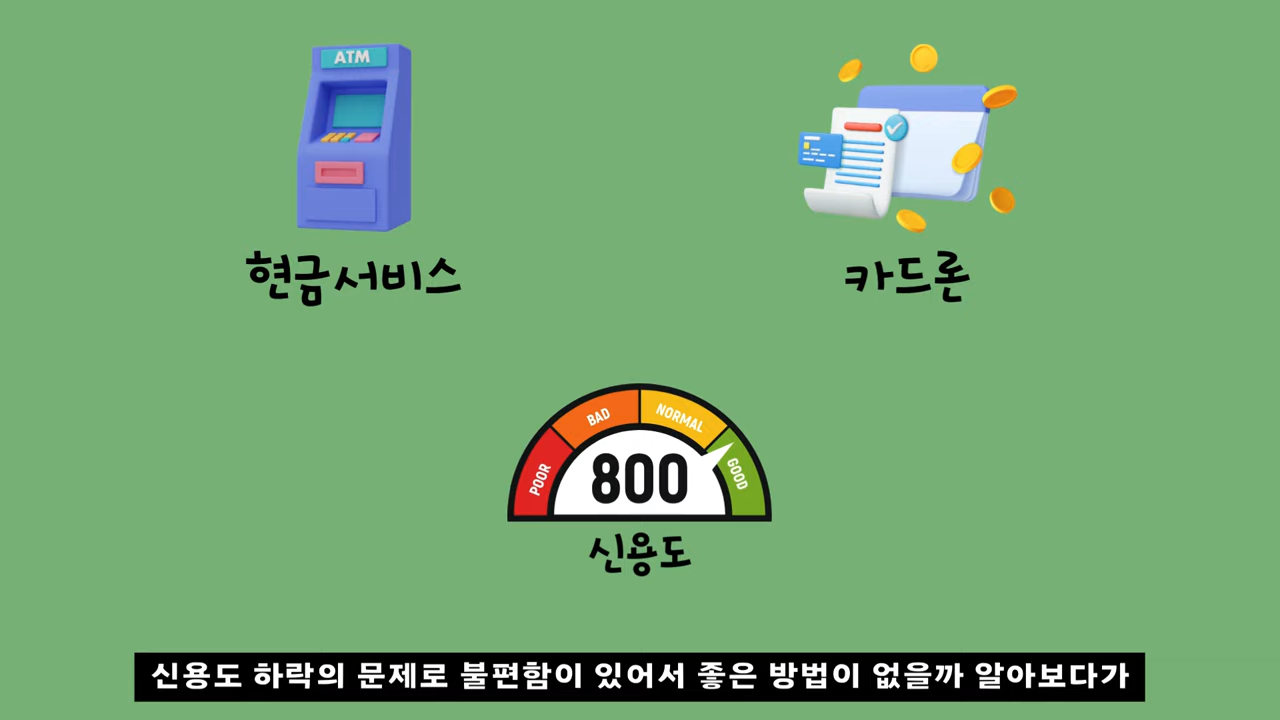 ATM
현금서비스
카드론
POOR
BAD
NORMAL
GOOD
800
신용도
신용도 하락의 문제로 불편함이 있어서 좋은 방법이 없을까 알아보다가